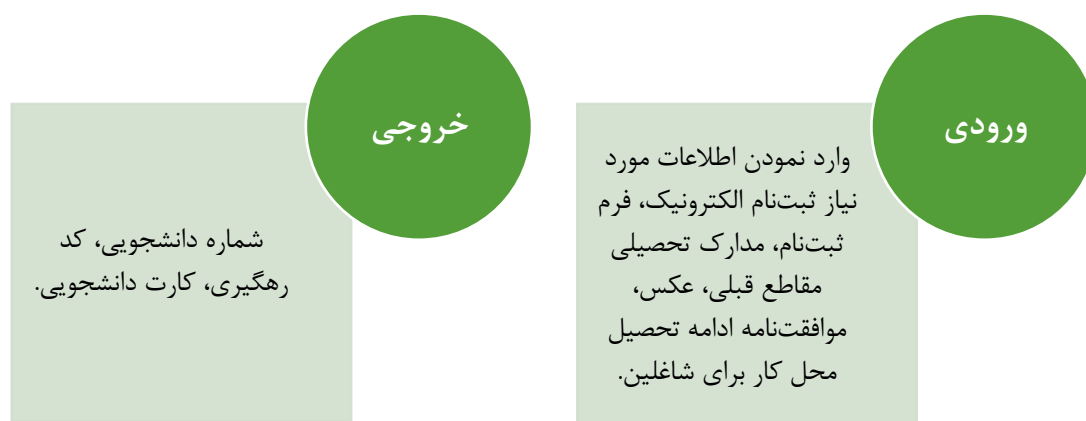 ورودی
وارد نمودن اطلاعات مورد
نیاز ثبت‌نام الکترونیک، فرم
ثبت‌نام، مدارک تحصیلی
مقاطع قبلی، عکس،
موافقت‌نامه ادامه تحصیل
محل کار برای شاغلین.
خروجی
شماره دانشجویی، کد
رهگیری، کارت دانشجویی.